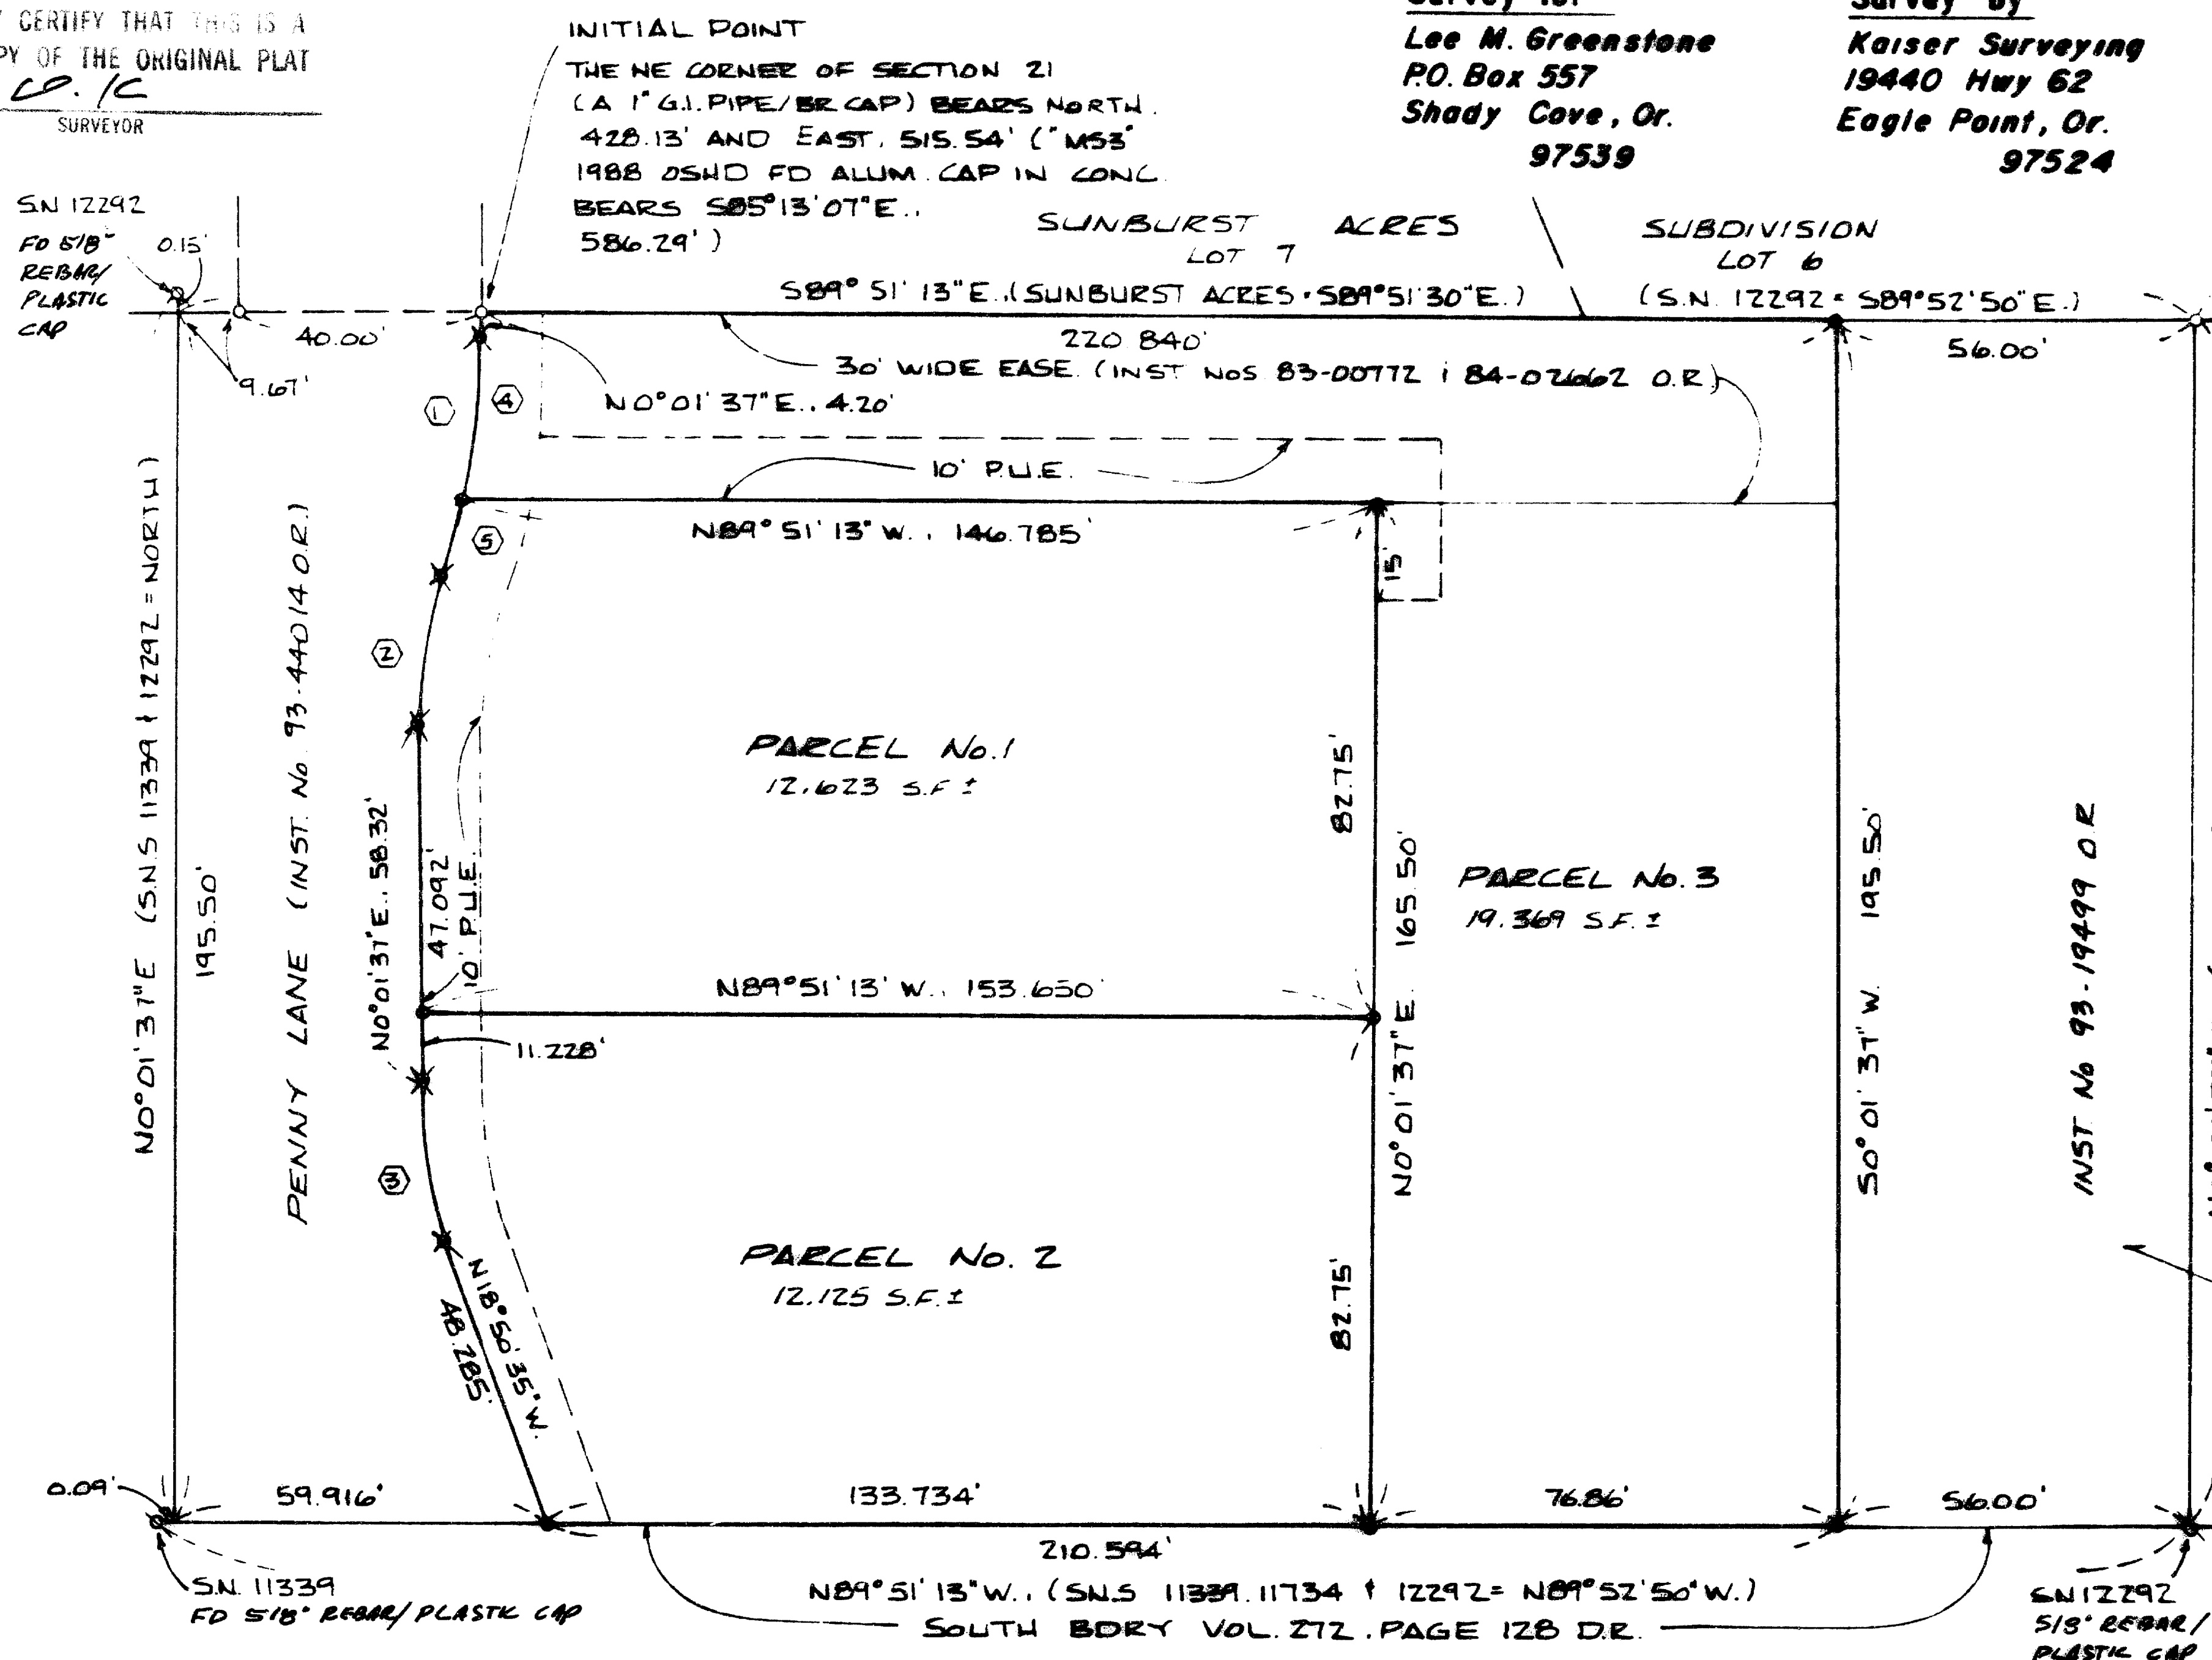 CERTIFY THAT THIS IS A
PY OF THE ORIGINAL PLAT
SURVEYOR
INITIAL POINT
THE NE CORNER OF SECTION 21
(A 1" G.I. PIPE/BR CAP) BEARS NORTH.
428.13' AND EAST, 515.54' ("M53"
1988 OSHD FD ALUM. CAP IN CONC.
BEARS S85°13'07"E.,
586.29')
Survey for
Lee M. Greenstone
P.O. Box 557
Shady Cove, Or.
97539
Survey by
Kaiser Surveying
19440 Hwy 62
Eagle Point, Or.
97524
S.N 12292
FD 5/8"
REBAR/
PLASTIC
CAP
0.15'
SUNBURST ACRES SUBDIVISION
LOT 7
LOT 6
S89° 51' 13"E. (SUNBURST ACRES = S89°51'30"E.)
(S.N. 12292 = S89°52'50"E.)
40.00'
220.840'
56.00'
9.67'
30' WIDE EASE. (INST NOS 83-00772 & 84-02662 O.R.)
N0°01'37"E., 4.20'
1
4
10' P.U.E.
N89° 51' 13" W., 146.785'
5
15'
2
N0°01'37"E (S.N.S 11339 & 12292 = NORTH)
195.50'
PENNY LANE (INST. No. 93-44014 O.R.)
N0°01'37"E., 58.32'
47.092'
10' P.U.E.
PARCEL No. 1
12,623 S.F. ±
82.75'
N0°01'37"E. 165.50'
PARCEL No. 3
19,369 S.F. ±
S0°01'37"W. 195.50'
INST. No 93-19499 O.R
N89°51'13" W., 153.650'
11.228'
3
PARCEL No. 2
12,125 S.F. ±
82.75'
N18°50'35"W.
48.285'
0.09'
59.916'
133.734'
76.86'
56.00'
210.594'
S.N. 11339
FD 5/8" REBAR/ PLASTIC CAP
N89°51'13"W., (S.N.S 11339, 11734 & 12292 = N89°52'50"W.)
SOUTH BDRY VOL. 272, PAGE 128 D.R.
SN 12292
5/8" REBAR/
PLASTIC CAP